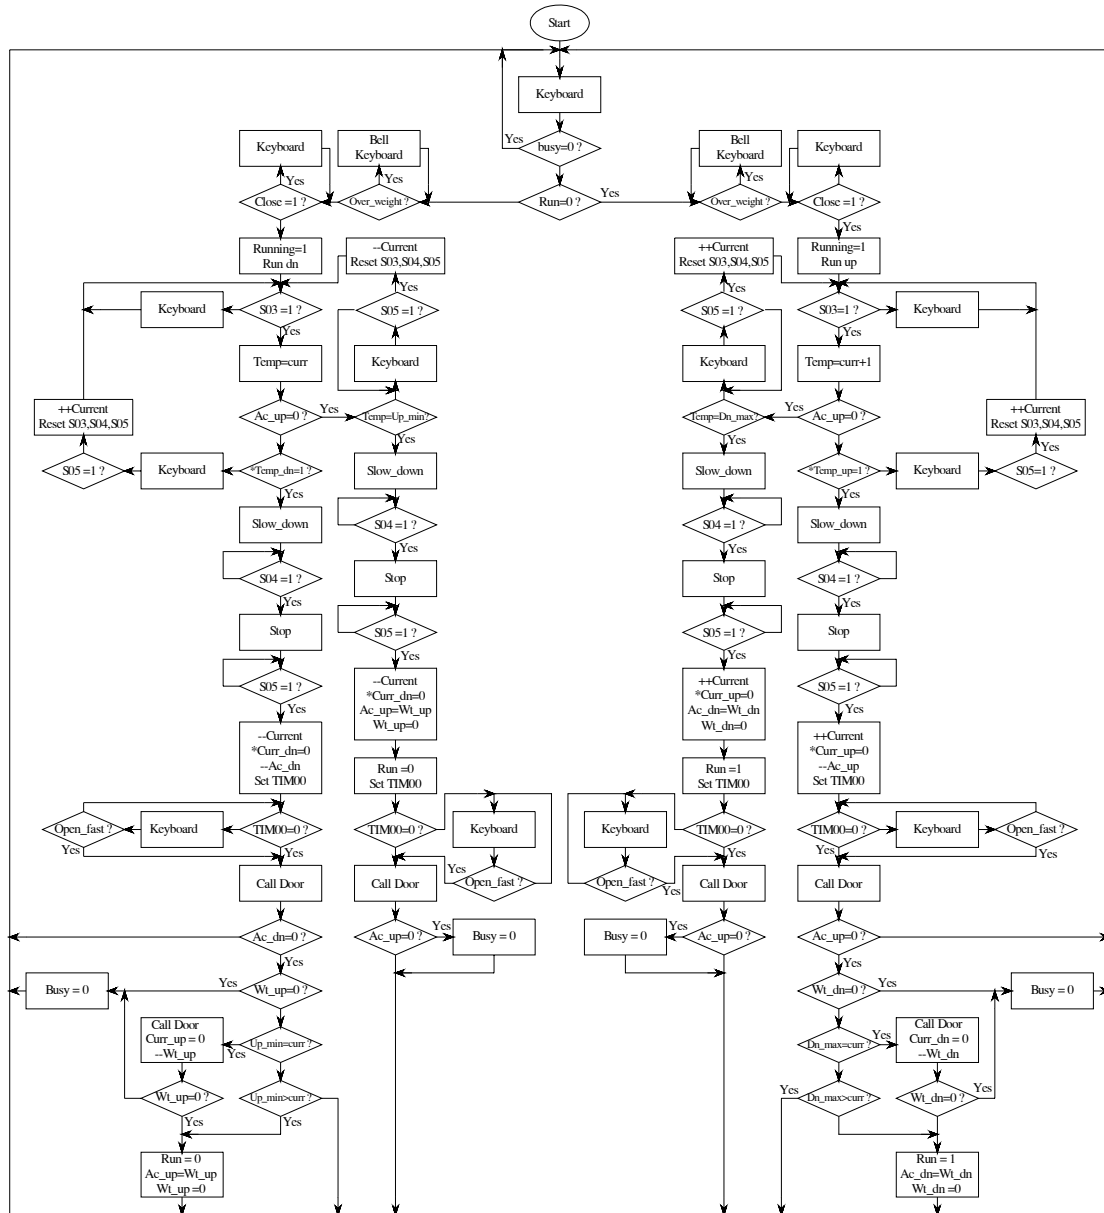 Start
Keyboard
Yes
busy=0 ?
Keyboard
Bell
Keyboard
Bell
Keyboard
Keyboard
Yes
Yes
Yes
Yes
Close =1 ?
Over_weight ?
Run=0 ?
Yes
Over_weight ?
Close =1 ?
Yes
Running=1
Run dn
--Current
Reset S03,S04,S05
++Current
Reset S03,S04,S05
Running=1
Run up
Yes
Yes
Keyboard
S03 =1 ?
S05 =1 ?
S05 =1 ?
S03=1 ?
Keyboard
Yes
Yes
Temp=curr
Keyboard
Keyboard
Temp=curr+1
++Current
Reset S03,S04,S05
Ac_up=0 ?
Yes
Temp=Up_min?
Temp=Dn_max?
Yes
Ac_up=0 ?
++Current
Reset S03,S04,S05
Yes
Yes
Yes
S05 =1 ?
Keyboard
*Temp_dn=1 ?
Slow_down
Slow_down
*Temp_up=1 ?
Keyboard
S05=1 ?
Yes
Yes
Slow_down
S04 =1 ?
S04 =1 ?
Slow_down
Yes
Yes
S04 =1 ?
Stop
Stop
S04 =1 ?
Yes
Yes
Stop
S05 =1 ?
S05 =1 ?
Stop
Yes
Yes
S05 =1 ?
--Current
*Curr_dn=0
Ac_up=Wt_up
Wt_up=0
++Current
*Curr_up=0
Ac_dn=Wt_dn
Wt_dn=0
S05 =1 ?
Yes
Yes
--Current
*Curr_dn=0
--Ac_dn
Set TIM00
Run =0
Set TIM00
Run =1
Set TIM00
++Current
*Curr_up=0
--Ac_up
Set TIM00
Open_fast ?
Keyboard
TIM00=0 ?
TIM00=0 ?
Keyboard
Keyboard
TIM00=0 ?
TIM00=0 ?
Keyboard
Open_fast ?
Yes
Yes
Yes
Yes
Yes
Yes
Call Door
Call Door
Yes
Open_fast ?
Open_fast ?
Yes
Call Door
Call Door
Ac_dn=0 ?
Ac_up=0 ?
Yes
Busy = 0
Busy = 0
Yes
Ac_up=0 ?
Ac_up=0 ?
Yes
Yes
Busy = 0
Yes
Wt_up=0 ?
Wt_dn=0 ?
Yes
Busy = 0
Call Door
Curr_up = 0
--Wt_up
Yes
Up_min=curr ?
Dn_max=curr ?
Yes
Call Door
Curr_dn = 0
--Wt_dn
Wt_up=0 ?
Up_min>curr ?
Yes
Dn_max>curr ?
Wt_dn=0 ?
Yes
Yes
Yes
Run = 0
Ac_up=Wt_up
Wt_up =0
Run = 1
Ac_dn=Wt_dn
Wt_dn =0